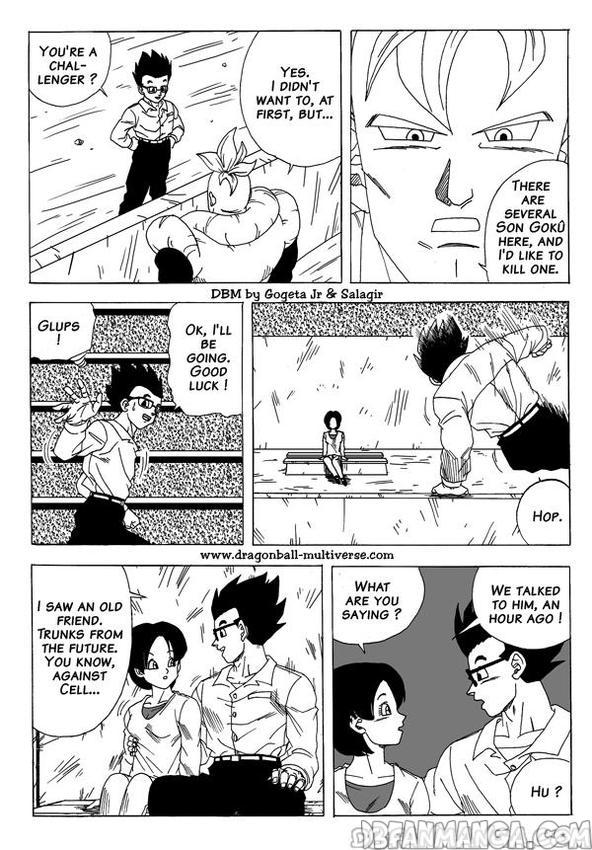 YOU'RE A
CHAL-
LENGER ?
YES.
I DIDN'T
WANT TO, AT
FIRST, BUT...
THERE
ARE
SEVERAL
SON GOKÛ
HERE, AND
I'D LIKE TO
KILL ONE.
DBM by Gogeta Jr & Salagir
GLUPS
!
OK, I'LL
BE
GOING.
GOOD
LUCK !
HOP.
www.dragonball-multiverse.com
I SAW AN OLD
FRIEND.
TRUNKS FROM
THE FUTURE.
YOU KNOW,
AGAINST
CELL...
WHAT
ARE YOU
SAYING ?
WE TALKED
TO HIM, AN
HOUR AGO !
HU ?
DBFANMANGA.COM